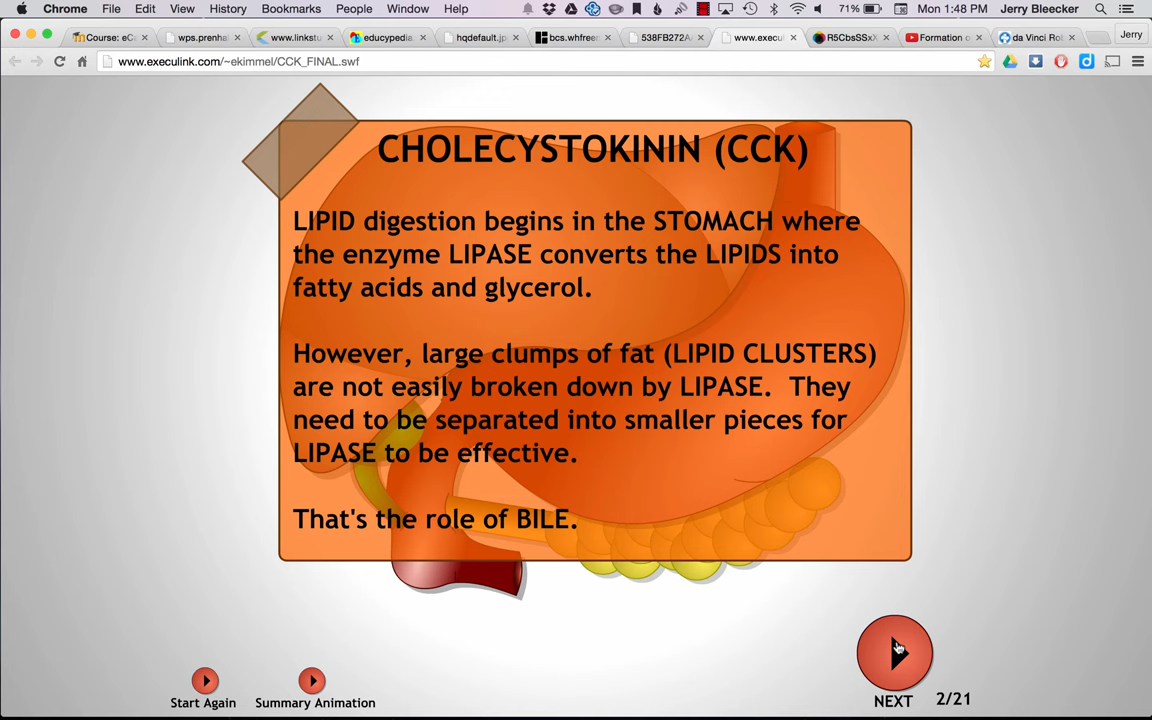 Chrome File Edit View History Bookmarks People Window Help 71% Mon 1:48 PM Jerry Bleecker
Course: eC wps.prenha www.linkstu educypedia. hqdefault.jp bcs.whfreen 538FB272A/ www.execul R5CbsSSxX Formation o da Vinci Ro Jerry
www.execulink.com/~ekimmel/CCK_FINAL.swf
CHOLECYSTOKININ (CCK)
LIPID digestion begins in the STOMACH where
the enzyme LIPASE converts the LIPIDS into
fatty acids and glycerol.
However, large clumps of fat (LIPID CLUSTERS)
are not easily broken down by LIPASE. They
need to be separated into smaller pieces for
LIPASE to be effective.
That's the role of BILE.
Start Again
Summary Animation
NEXT
2/21